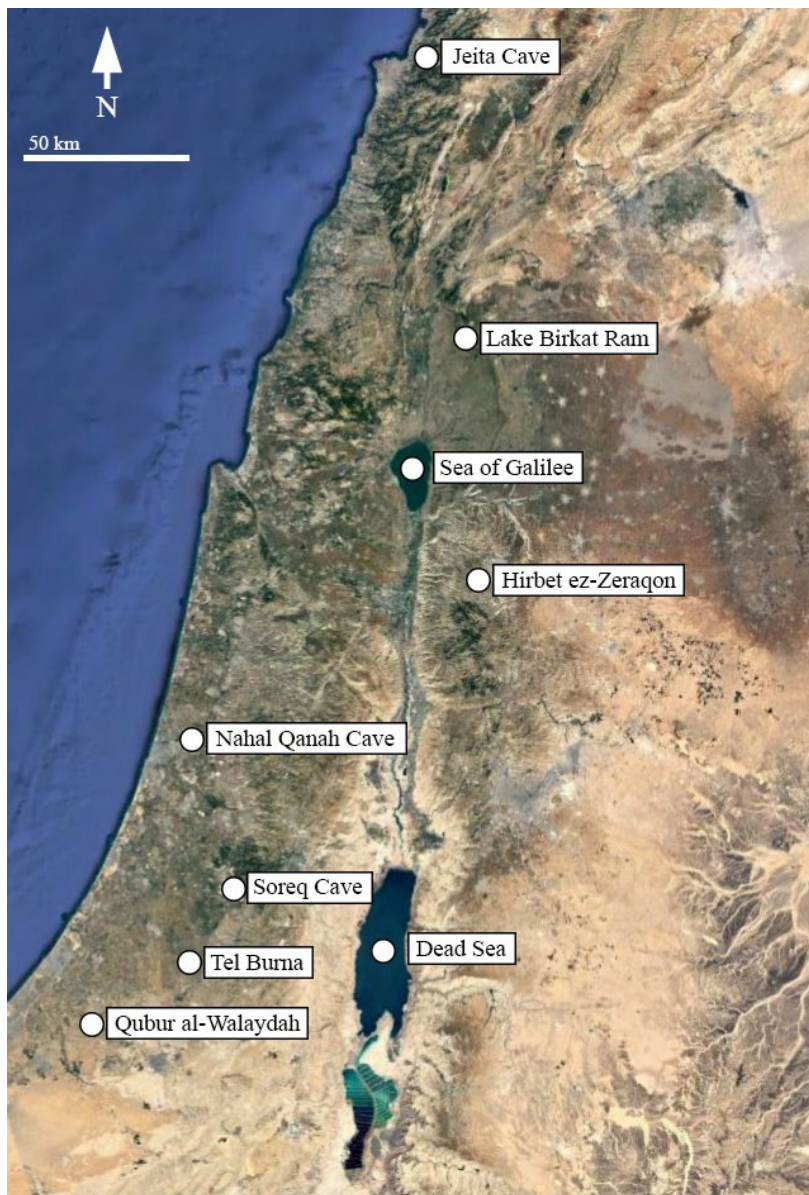 Jeita Cave
N
50 km
Lake Birkat Ram
Sea of Galilee
Hirbet ez-Zeraqon
Nahal Qanah Cave
Soreq Cave
Dead Sea
Tel Burna
Qubur al-Walaydah